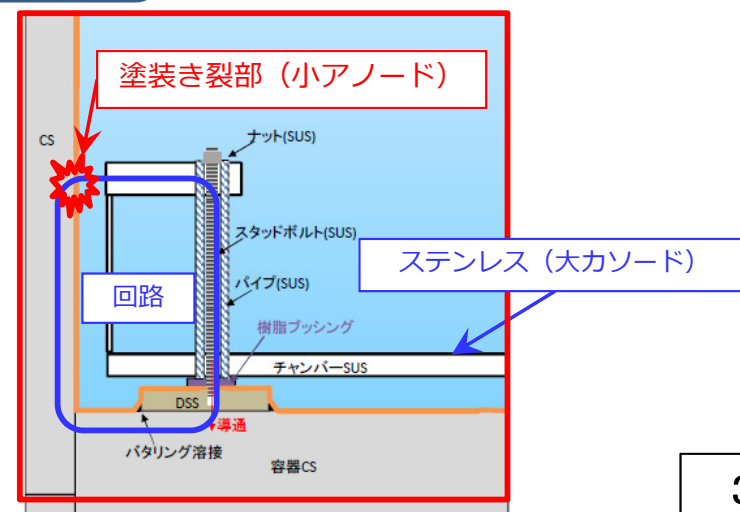 塗装き裂部（小アノード）
CS
ナット(SUS)
スタッドボルト(SUS)
ステンレス（大カソード）
回路
パイプ(SUS)
樹脂ブッシング
チャンバーSUS
DSS
導通
バタリング溶接
容器CS